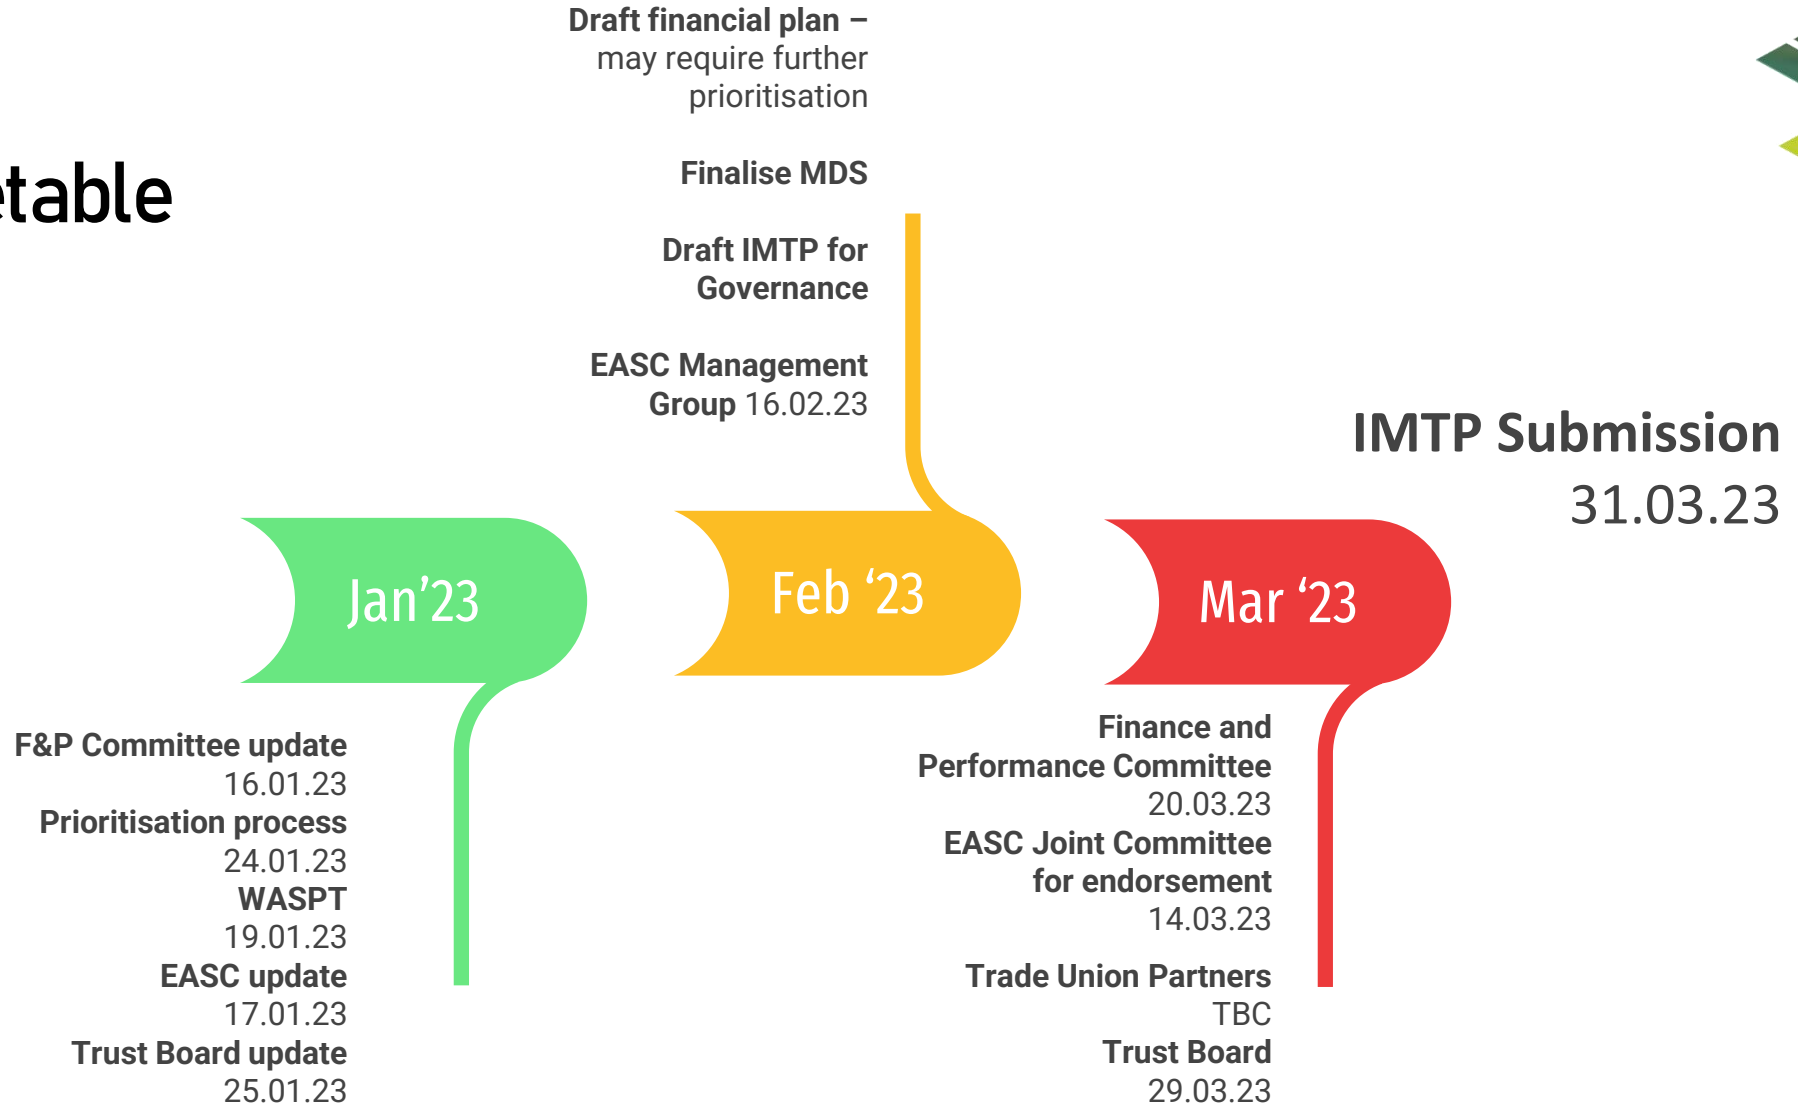 etable
Draft financial plan –
may require further
prioritisation
Finalise MDS
Draft IMTP for
Governance
EASC Management
Group 16.02.23
IMTP Submission
31.03.23
Jan’23
Feb ‘23
Mar ‘23
F&P Committee update
16.01.23
Prioritisation process
24.01.23
WASPT
19.01.23
EASC update
17.01.23
Trust Board update
25.01.23
Finance and
Performance Committee
20.03.23
EASC Joint Committee
for endorsement
14.03.23
Trade Union Partners
TBC
Trust Board
29.03.23